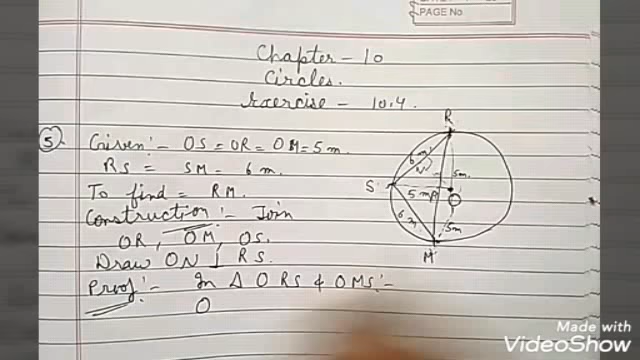 PAGE No
Chapter - 10
Circles.
Exercise - 10.4
5. Given:- OS = OR = OM = 5 m.
RS = SM = 6 m.
To find = RM.
Construction:- Join
OR, OM, OS.
Draw ON ⊥ RS.
Proof:- In Δ ORS & OMS:-
O
R
6 m
N
5m.
S
5 m
P
O
6 m
5m
M
Made with
VideoShow